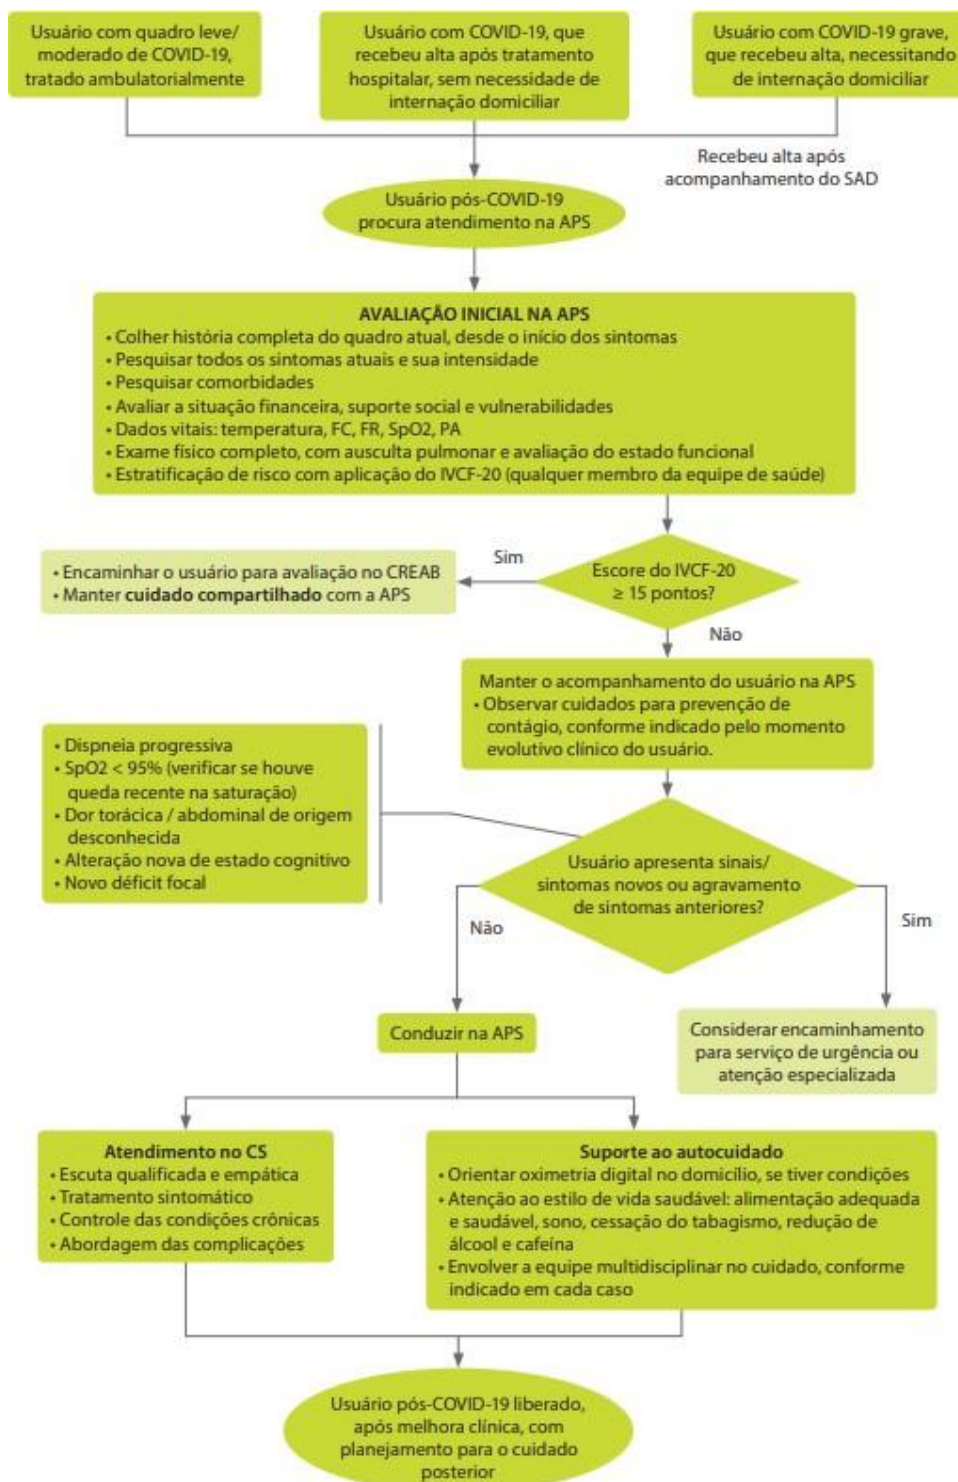 Usuário com quadro leve/
moderado de COVID-19,
tratado ambulatorialmente
Usuário com COVID-19, que
recebeu alta após tratamento
hospitalar, sem necessidade de
internação domiciliar
Usuário com COVID-19 grave,
que recebeu alta, necessitando
de internação domiciliar
Recebeu alta após
acompanhamento do SAD
Usuário pós-COVID-19
procura atendimento na APS
AVALIAÇÃO INICIAL NA APS
• Colher história completa do quadro atual, desde o início dos sintomas
• Pesquisar todos os sintomas atuais e sua intensidade
• Pesquisar comorbidades
• Avaliar a situação financeira, suporte social e vulnerabilidades
• Dados vitais: temperatura, FC, FR, SpO2, PA
• Exame físico completo, com ausculta pulmonar e avaliação do estado funcional
• Estratificação de risco com aplicação do IVCF-20 (qualquer membro da equipe de saúde)
Escore do IVCF-20
≥ 15 pontos?
Sim
• Encaminhar o usuário para avaliação no CREAB
• Manter cuidado compartilhado com a APS
Não
Manter o acompanhamento do usuário na APS
• Observar cuidados para prevenção de
contágio, conforme indicado pelo momento
evolutivo clínico do usuário.
• Dispneia progressiva
• SpO2 < 95% (verificar se houve
queda recente na saturação)
• Dor torácica / abdominal de origem
desconhecida
• Alteração nova de estado cognitivo
• Novo déficit focal
Usuário apresenta sinais/
sintomas novos ou agravamento
de sintomas anteriores?
Não
Sim
Conduzir na APS
Considerar encaminhamento
para serviço de urgência ou
atenção especializada
Atendimento no CS
• Escuta qualificada e empática
• Tratamento sintomático
• Controle das condições crônicas
• Abordagem das complicações
Suporte ao autocuidado
• Orientar oximetria digital no domicílio, se tiver condições
• Atenção ao estilo de vida saudável: alimentação adequada
e saudável, sono, cessação do tabagismo, redução de
álcool e cafeína
• Envolver a equipe multidisciplinar no cuidado, conforme
indicado em cada caso
Usuário pós-COVID-19 liberado,
após melhora clínica, com
planejamento para o cuidado
posterior